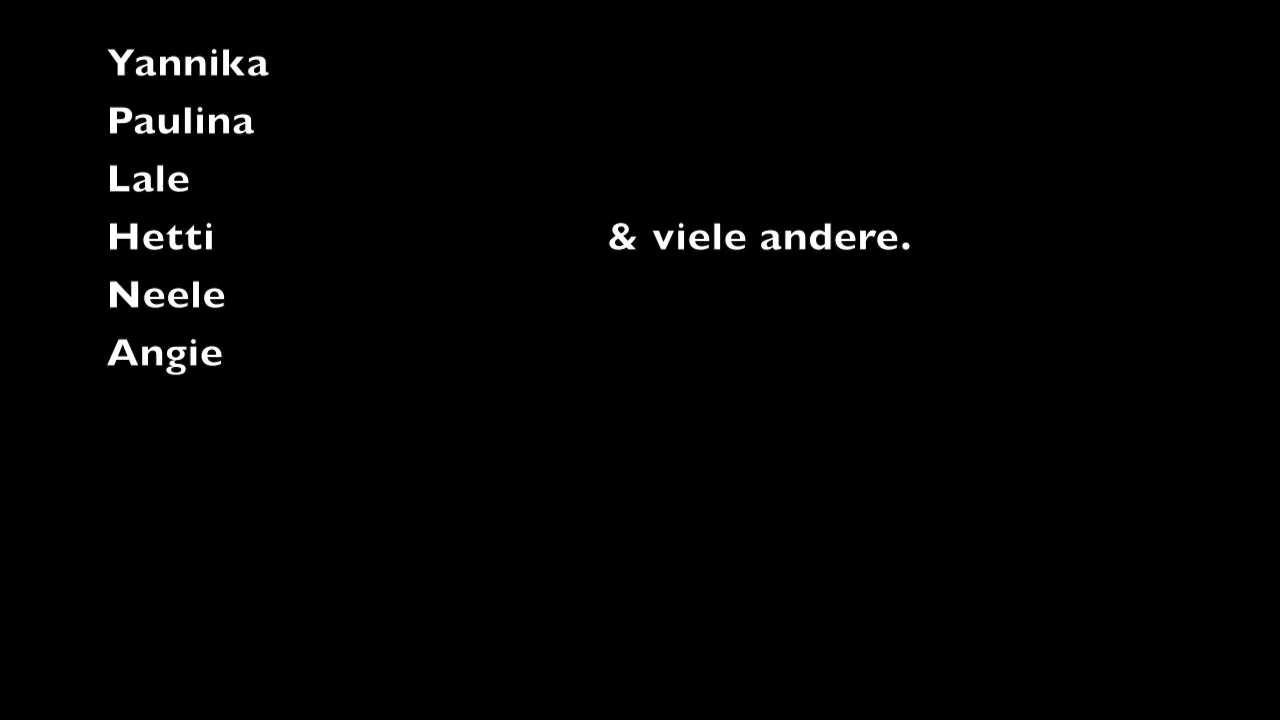 Yannika
Paulina
Lale
Hetti
& viele andere.
Neele
Angie